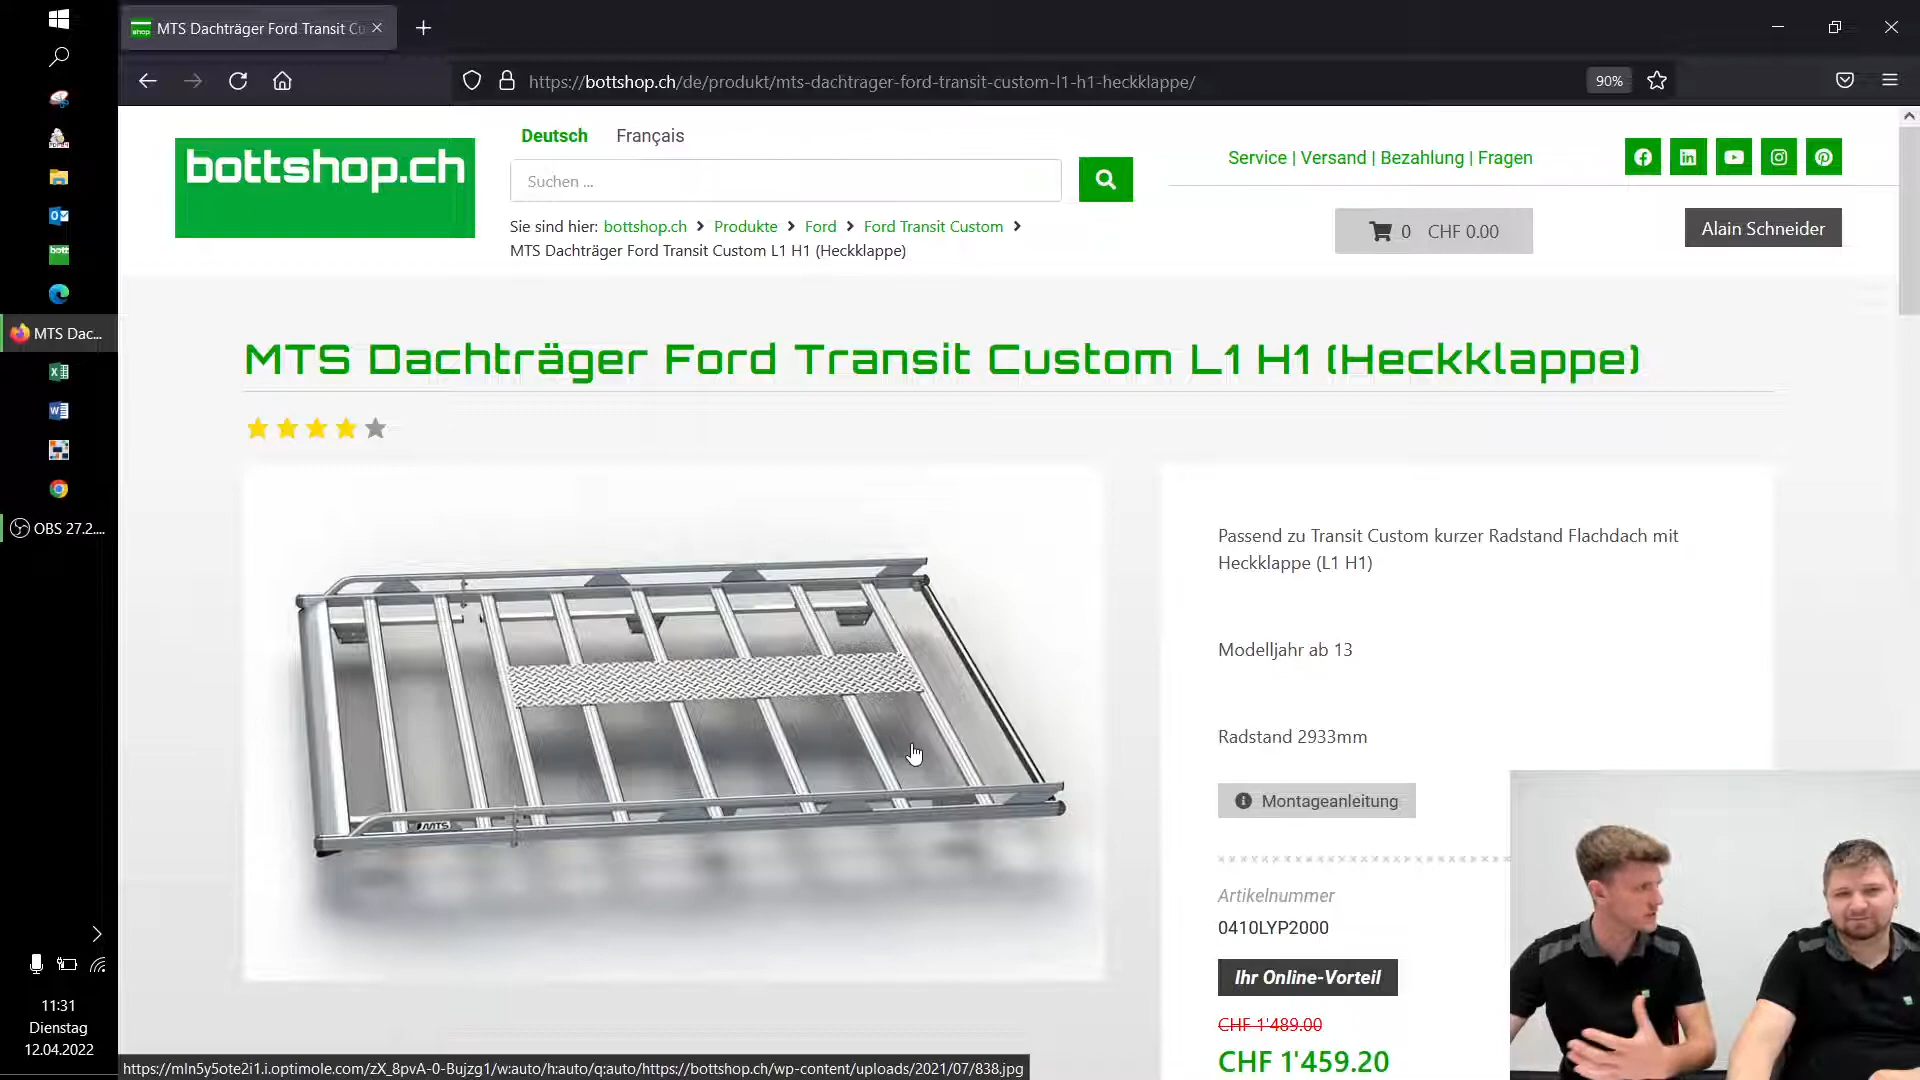 MTS Dachträger Ford Transit Cu
https://bottshop.ch/de/produkt/mts-dachtrager-ford-transit-custom-l1-h1-heckklappe/
90%
bottshop.ch
Deutsch Français
Suchen ...
Service | Versand | Bezahlung | Fragen
Sie sind hier: bottshop.ch Produkte Ford Ford Transit Custom
MTS Dachträger Ford Transit Custom L1 H1 (Heckklappe)
0 CHF 0.00
Alain Schneider
MTS Dac...
OBS 27.2....
MTS Dachträger Ford Transit Custom L1 H1 (Heckklappe)
MTS
Passend zu Transit Custom kurzer Radstand Flachdach mit
Heckklappe (L1 H1)
Modelljahr ab 13
Radstand 2933mm
Montageanleitung
Artikelnummer
0410LYP2000
Ihr Online-Vorteil
CHF 1'489.00
CHF 1'459.20
11:31
Dienstag
12.04.2022
https://mln5y5ote2i1.i.optimole.com/zX_8pvA-0-Bujzg1/w:auto/h:auto/q:auto/https://bottshop.ch/wp-content/uploads/2021/07/838.jpg